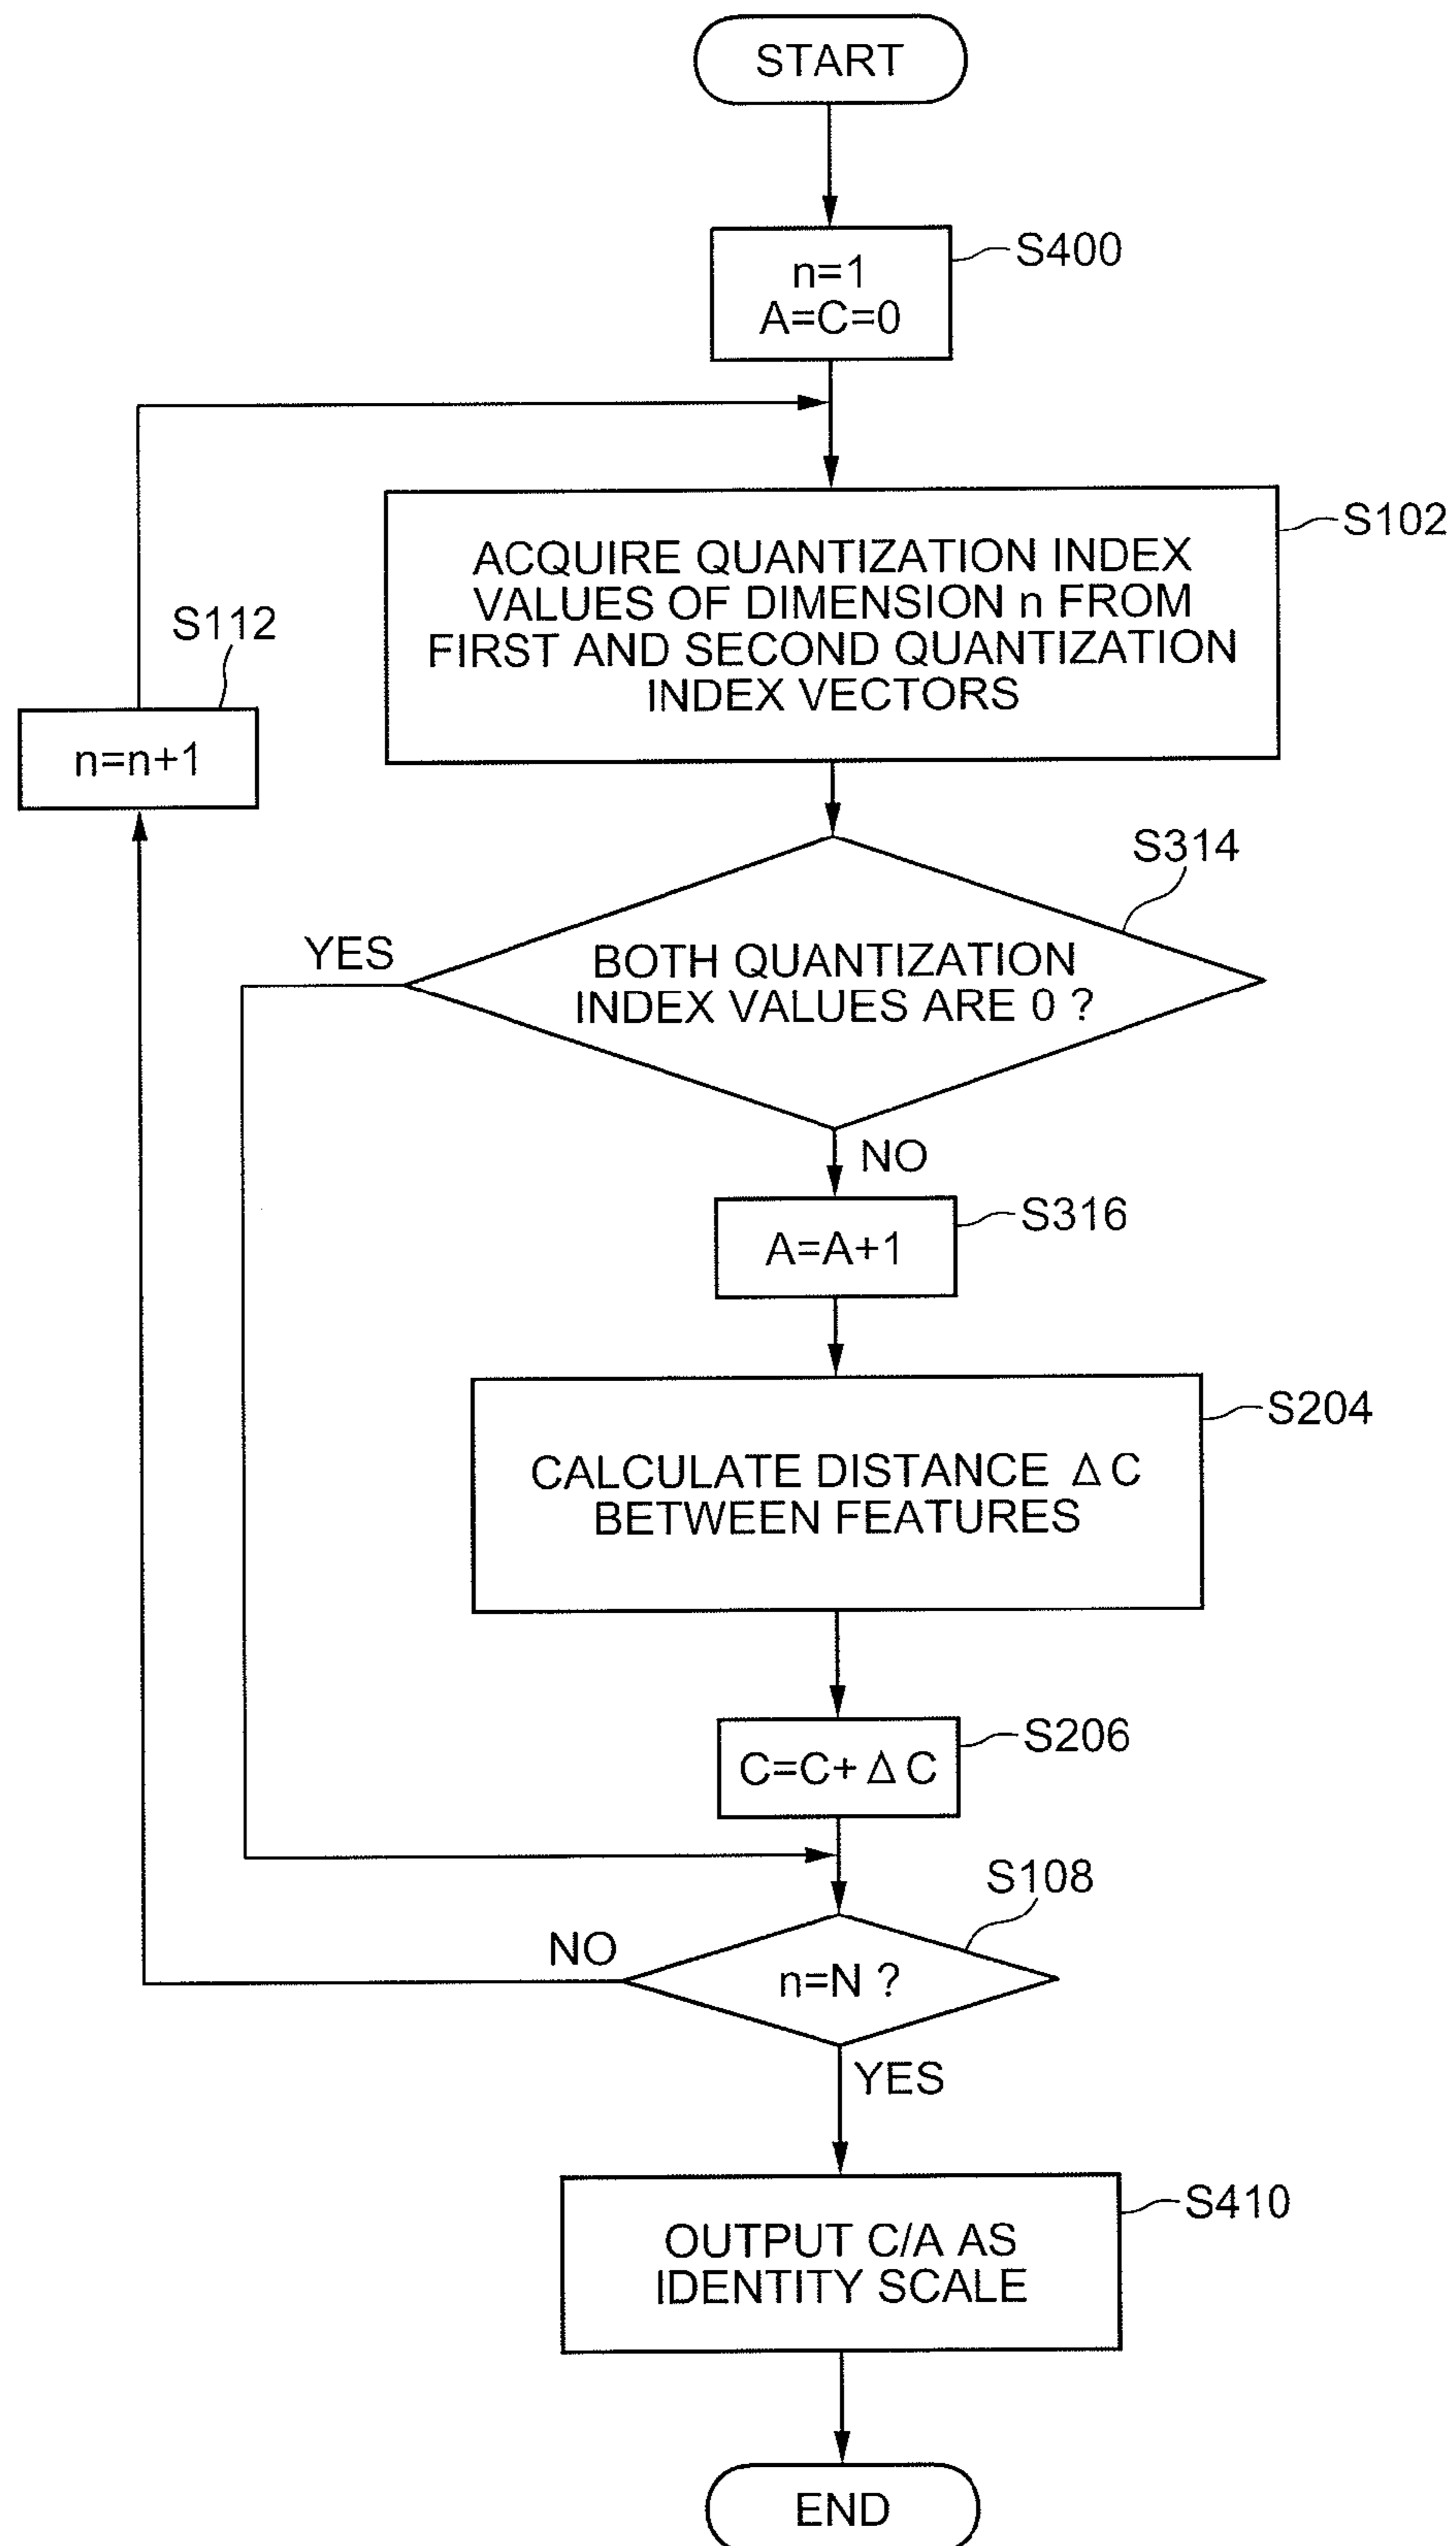 START
S400
n=1
A=C=0
S102
ACQUIRE QUANTIZATION INDEX
VALUES OF DIMENSION n FROM
FIRST AND SECOND QUANTIZATION
INDEX VECTORS
S112
n=n+1
S314
YES
BOTH QUANTIZATION
INDEX VALUES ARE 0 ?
NO
S316
A=A+1
S204
CALCULATE DISTANCE Δ C
BETWEEN FEATURES
S206
C=C+ Δ C
S108
NO
n=N ?
YES
S410
OUTPUT C/A AS
IDENTITY SCALE
END